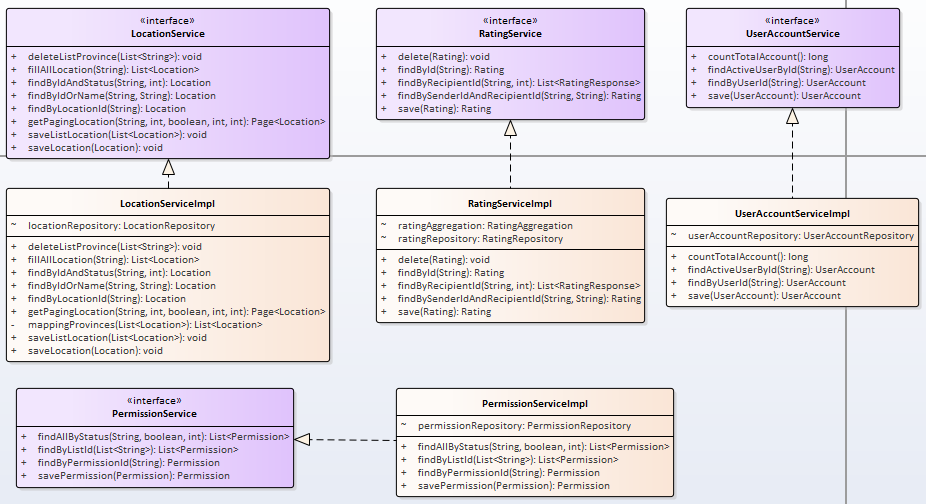 «interface»
LocationService
+ deleteListProvince(List<String>): void
+ fillAllLocation(String): List<Location>
+ findByIdAndStatus(String, int): Location
+ findByIdOrName(String, String): Location
+ findByLocationId(String): Location
+ getPagingLocation(String, int, boolean, int, int): Page<Location>
+ saveListLocation(List<Location>): void
+ saveLocation(Location): void
«interface»
RatingService
+ delete(Rating): void
+ findById(String): Rating
+ findByRecipientId(String, int): List<RatingResponse>
+ findBySenderIdAndRecipientId(String, String): Rating
+ save(Rating): Rating
«interface»
UserAccountService
+ countTotalAccount(): long
+ findActiveUserById(String): UserAccount
+ findByUserId(String): UserAccount
+ save(UserAccount): UserAccount
LocationServiceImpl
~ locationRepository: LocationRepository
+ deleteListProvince(List<String>): void
+ fillAllLocation(String): List<Location>
+ findByIdAndStatus(String, int): Location
+ findByIdOrName(String, String): Location
+ findByLocationId(String): Location
+ getPagingLocation(String, int, boolean, int, int): Page<Location>
- mappingProvinces(List<Location>): List<Location>
+ saveListLocation(List<Location>): void
+ saveLocation(Location): void
RatingServiceImpl
~ ratingAggregation: RatingAggregation
~ ratingRepository: RatingRepository
+ delete(Rating): void
+ findById(String): Rating
+ findByRecipientId(String, int): List<RatingResponse>
+ findBySenderIdAndRecipientId(String, String): Rating
+ save(Rating): Rating
UserAccountServiceImpl
~ userAccountRepository: UserAccountRepository
+ countTotalAccount(): long
+ findActiveUserById(String): UserAccount
+ findByUserId(String): UserAccount
+ save(UserAccount): UserAccount
«interface»
PermissionService
+ findAllByStatus(String, boolean, int): List<Permission>
+ findByListId(List<String>): List<Permission>
+ findByPermissionId(String): Permission
+ savePermission(Permission): Permission
PermissionServiceImpl
~ permissionRepository: PermissionRepository
+ findAllByStatus(String, boolean, int): List<Permission>
+ findByListId(List<String>): List<Permission>
+ findByPermissionId(String): Permission
+ savePermission(Permission): Permission